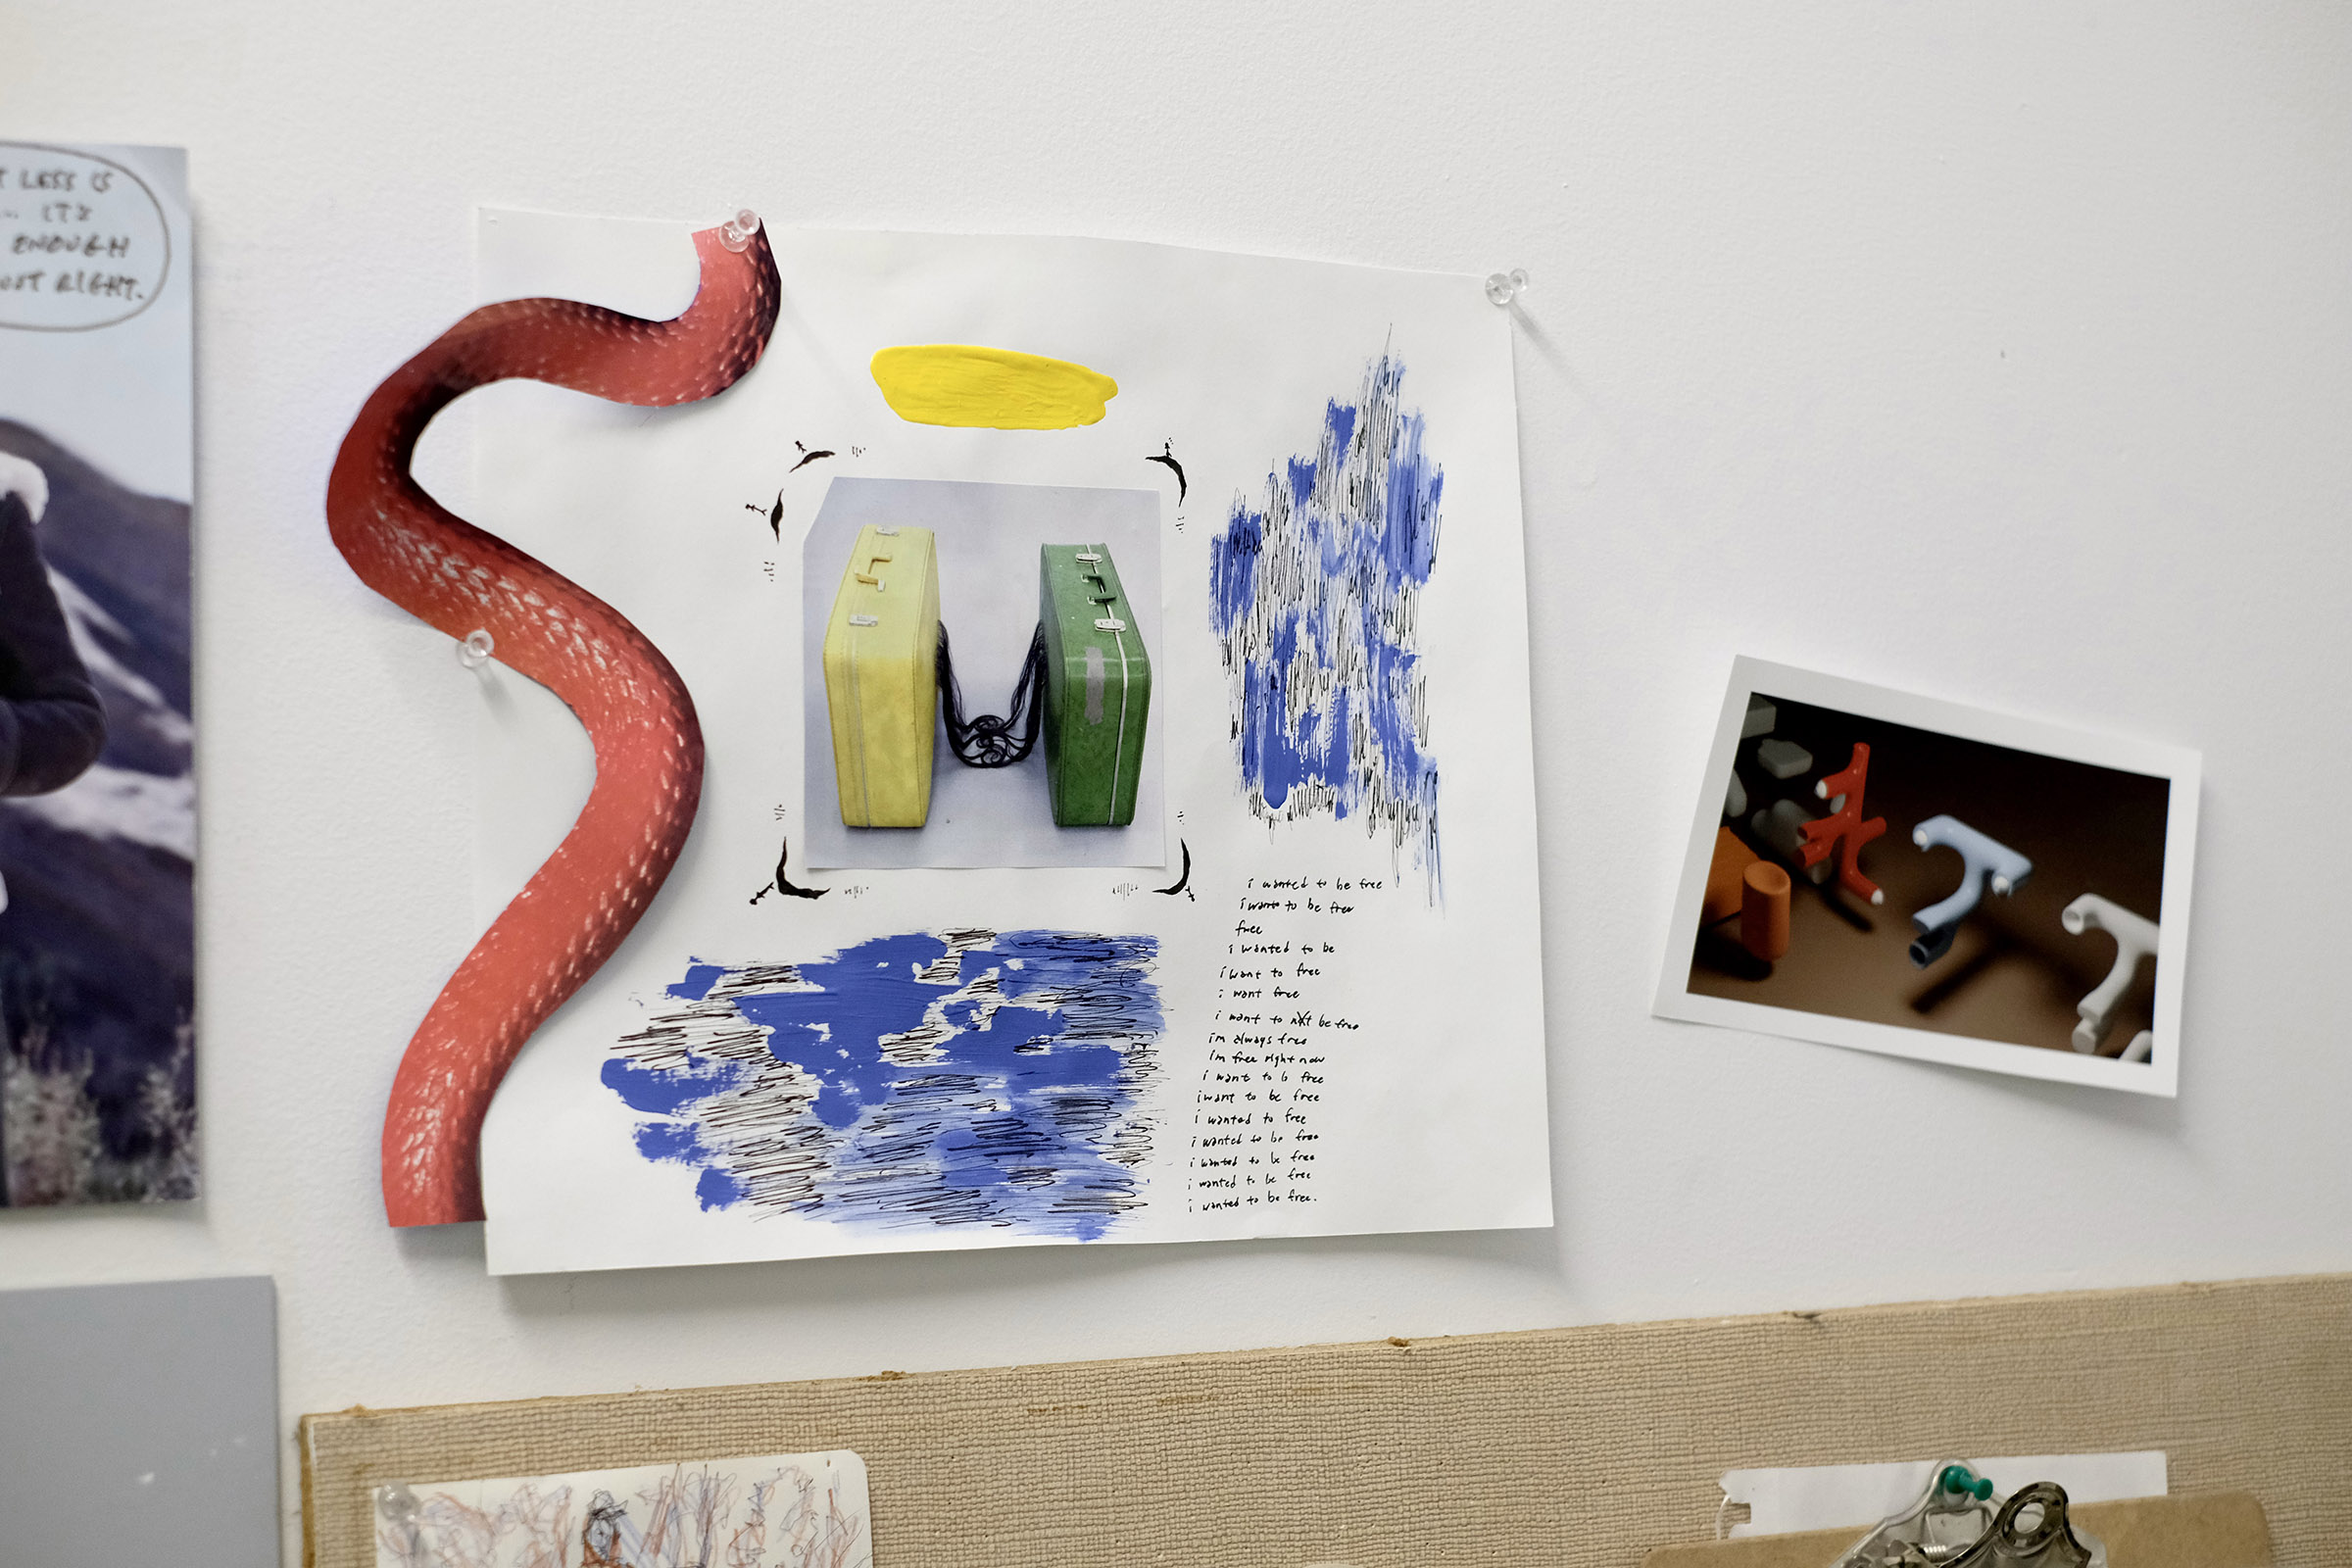 T LESS IS
... ITS
ENOUGH
NOT RIGHT.
i wanted to be free
i want to be free
free
i wanted to be
i want to free
i want free
i want to not be free
im always free
im free right now
i want to b free
i want to be free
i wanted to free
i wanted to be free
i wanted to be free
i wanted to be free
i wanted to be free.